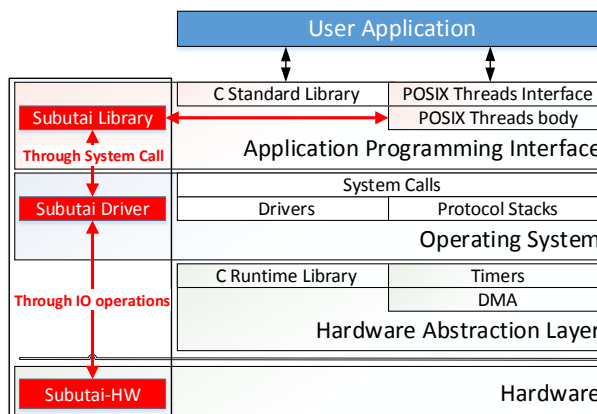 User Application
C Standard Library
POSIX Threads Interface
Subutai Library
POSIX Threads body
Through System Call
Application Programming Interface
System Calls
Subutai Driver
Drivers
Protocol Stacks
Operating System
C Runtime Library
Timers
Through IO operations
DMA
Hardware Abstraction Layer
Subutai-HW
Hardware